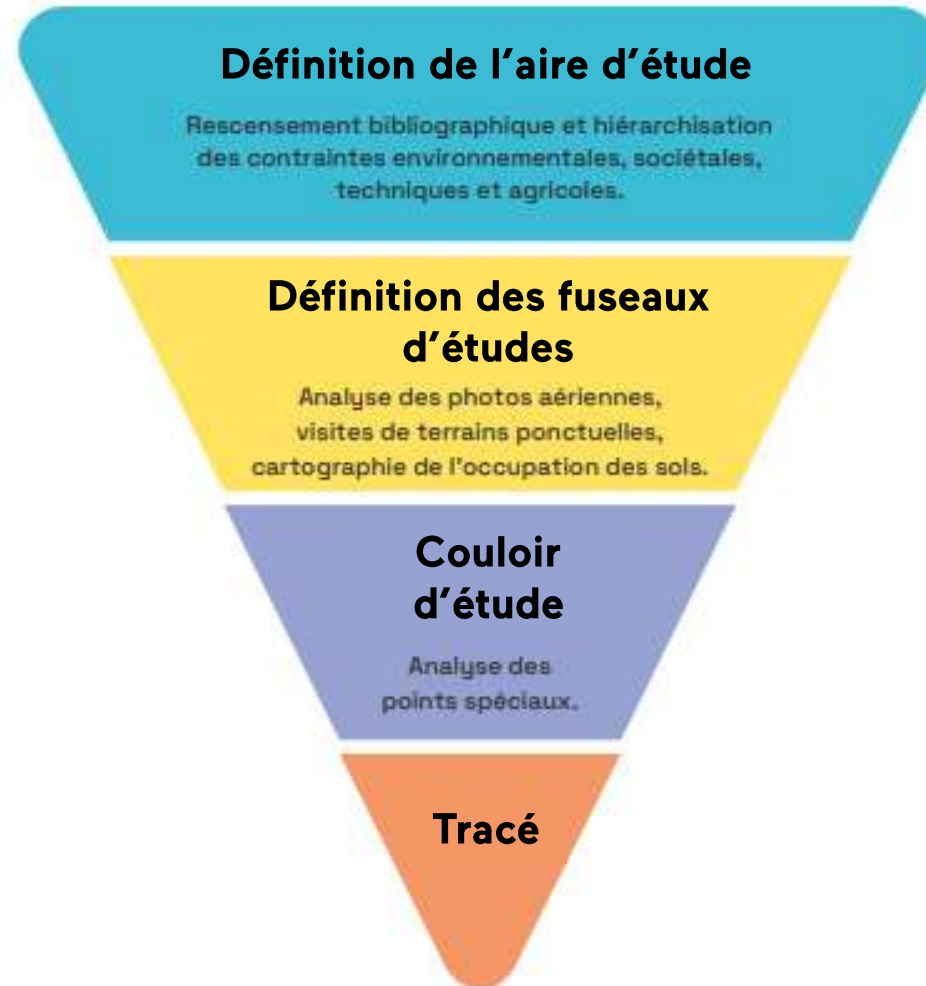 Définition de l'aire d'étude
Rescensement bibliographique et hiérarchisation
des contraintes environnementales, sociétales,
techniques et agricoles.
Définition des fuseaux
d'études
Analyse des photos aériennes,
visites de terrains ponctuelles,
cartographie de l'occupation des sols.
Couloir
d'étude
Analyse des
points spéciaux.
Tracé